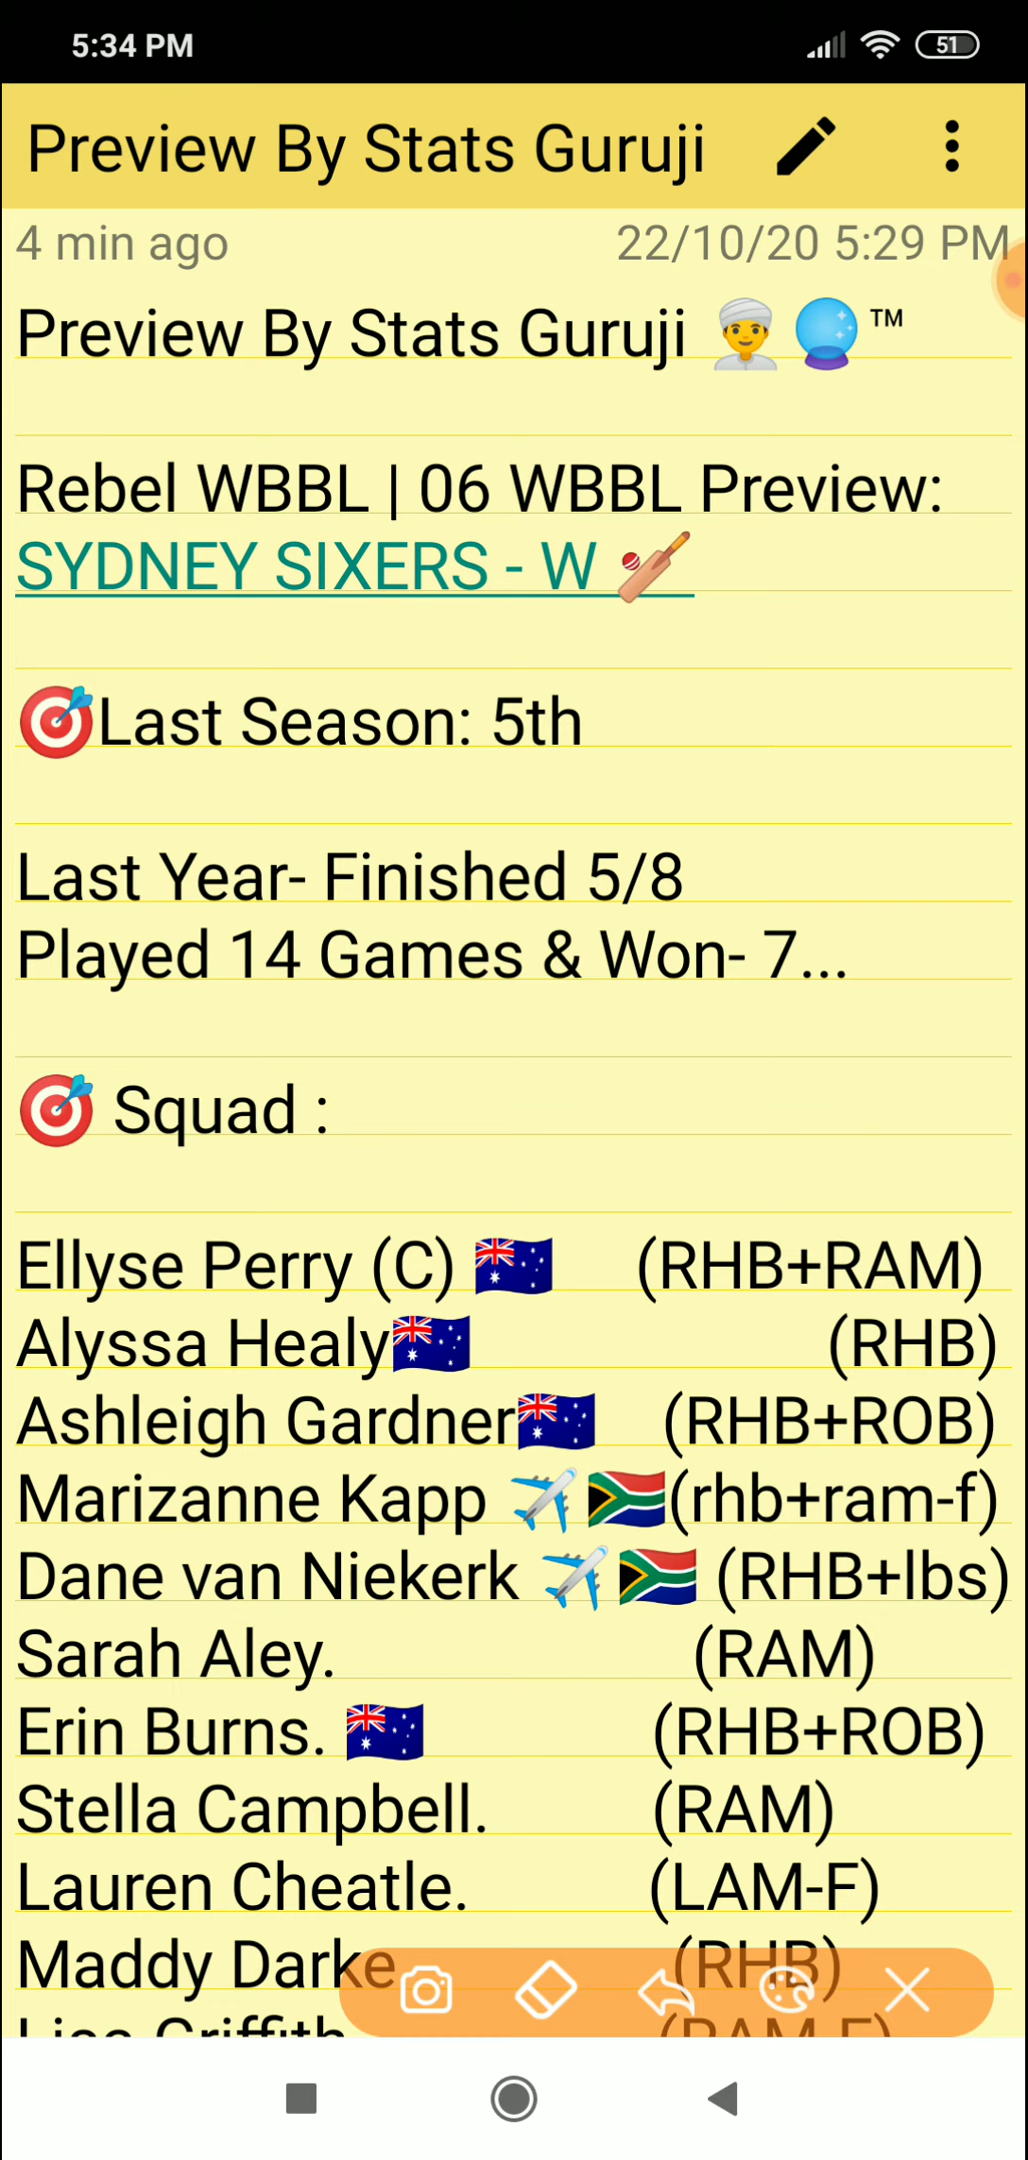 5:34 PM
51
Preview By Stats Guruji
4 min ago 22/10/20 5:29 PM
Preview By Stats Guruji 👳🔮™
Rebel WBBL | 06 WBBL Preview:
SYDNEY SIXERS - W 🏏
🎯Last Season: 5th
Last Year- Finished 5/8
Played 14 Games & Won- 7...
🎯 Squad :
Ellyse Perry (C) 🇦🇺 (RHB+RAM)
Alyssa Healy🇦🇺 (RHB)
Ashleigh Gardner🇦🇺 (RHB+ROB)
Marizanne Kapp ✈️🇿🇦(rhb+ram-f)
Dane van Niekerk ✈️🇿🇦 (RHB+lbs)
Sarah Aley. (RAM)
Erin Burns. 🇦🇺 (RHB+ROB)
Stella Campbell. (RAM)
Lauren Cheatle. (LAM-F)
Maddy Darke (RHB)
Lisa Griffith (RAM-F)